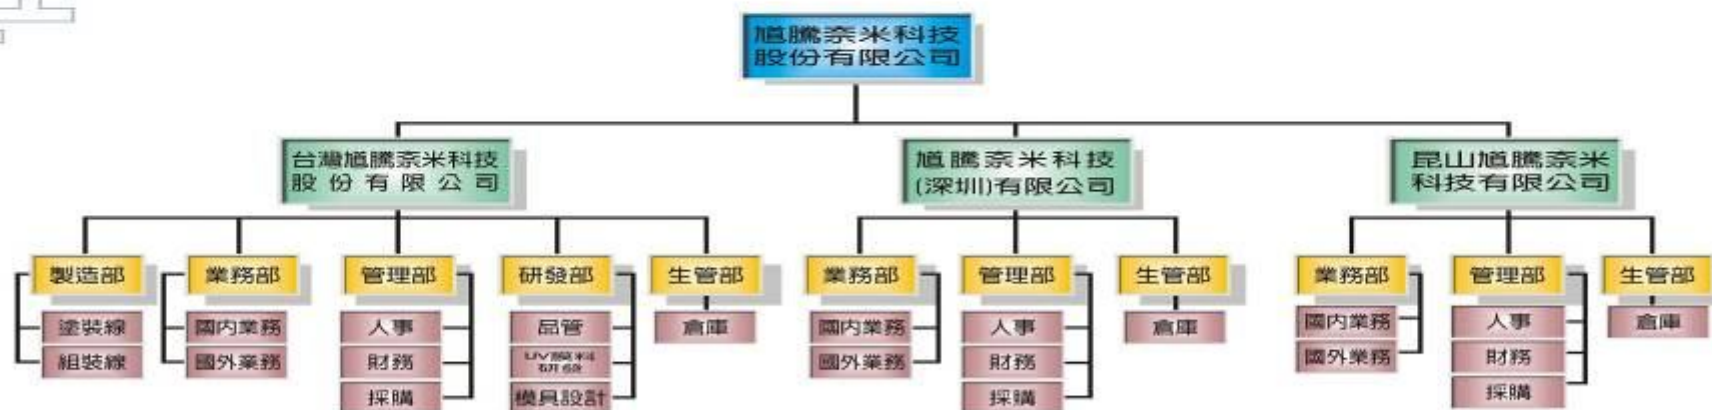 馗騰奈米科技
股份有限公司
台灣馗騰奈米科技
股份有限公司
馗騰奈米科技
(深圳)有限公司
昆山馗騰奈米
科技有限公司
製造部
業務部
管理部
研發部
生管部
業務部
管理部
生管部
業務部
管理部
生管部
塗裝線
國內業務
人事
品管
倉庫
國內業務
人事
倉庫
國內業務
人事
倉庫
組裝線
國外業務
財務
研發
國外業務
財務
國外業務
財務
採購
模具設計
採購
採購